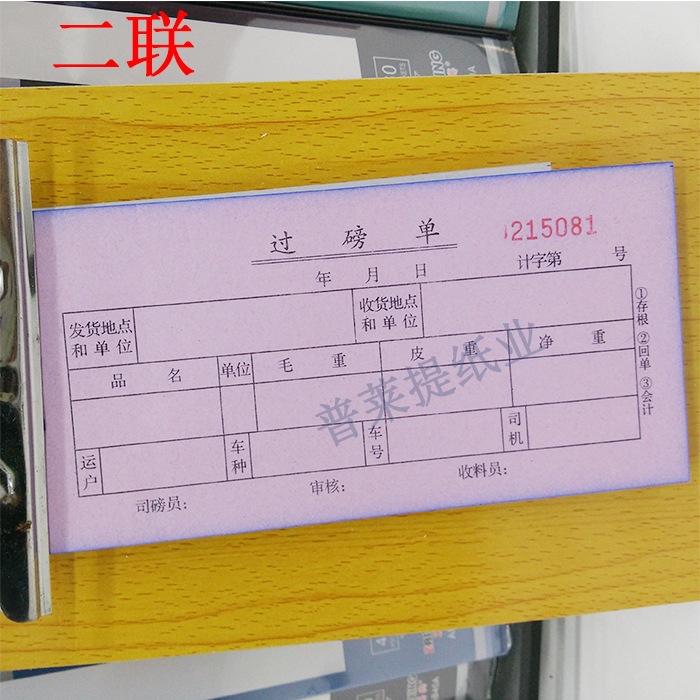 二联
过磅单
215081
年 月 日 计字第 号
发货地点和单位 收货地点和单位
品名 单位 毛重 皮重 净重
运户 车种 车号 司机
司磅员： 审核： 收料员：
①存根 ②回单 ③会计
普莱提纸业